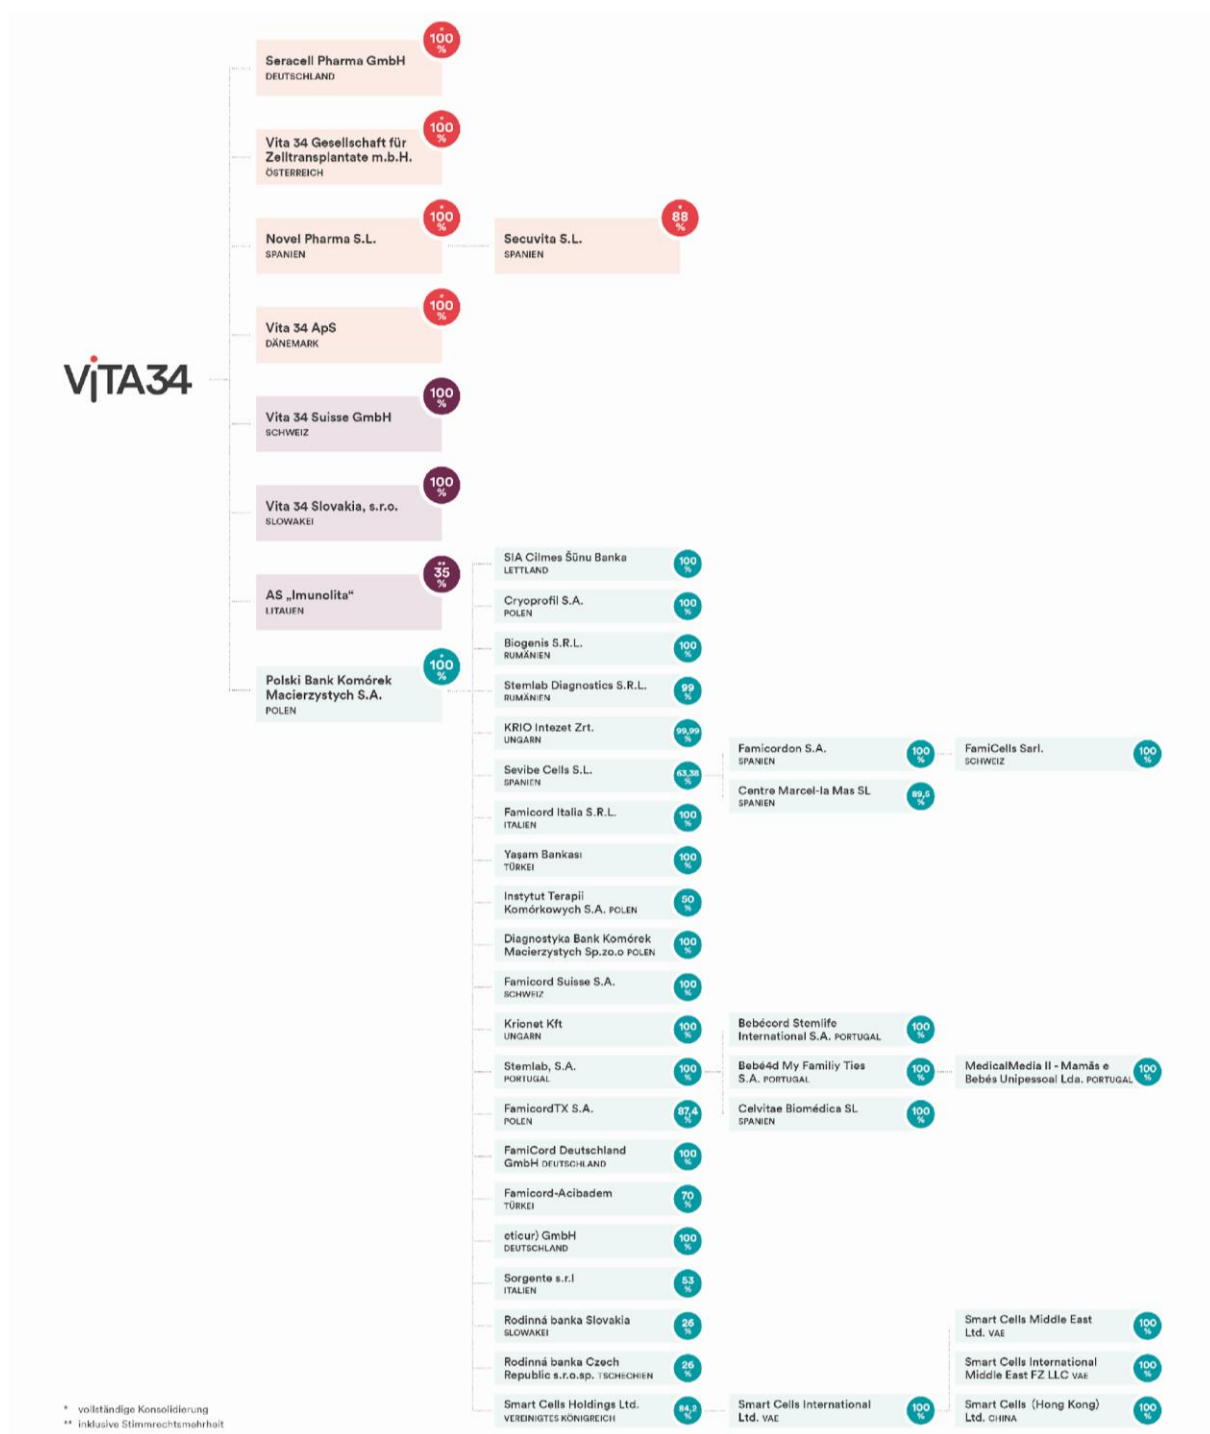 ViTA34
*
100
%
Seracell Pharma GmbH
DEUTSCHLAND
*
100
%
Vita 34 Gesellschaft für
Zelltransplantate m.b.H.
ÖSTERREICH
*
100
%
Novel Pharma S.L.
SPANIEN
*
88
%
Secuvita S.L.
SPANIEN
*
100
%
Vita 34 ApS
DÄNEMARK
100
%
Vita 34 Suisse GmbH
SCHWEIZ
100
%
Vita 34 Slovakia, s.r.o.
SLOWAKEI
**
35
%
AS „Imunolita“
LITAUEN
*
100
%
Polski Bank Komórek
Macierzystych S.A.
POLEN
SIA Cilmes Šūnu Banka
LETTLAND
100
%
Cryoprofil S.A.
POLEN
100
%
Biogenis S.R.L.
RUMÄNIEN
100
%
Stemlab Diagnostics S.R.L.
RUMÄNIEN
99
%
KRIO Intezet Zrt.
UNGARN
99,99
%
Sevibe Cells S.L.
SPANIEN
63,38
%
Famicordon S.A.
SPANIEN
100
%
FamiCells Sarl.
SCHWEIZ
100
%
Centre Marcel-la Mas SL
SPANIEN
89,5
%
Famicord Italia S.R.L.
ITALIEN
100
%
Yaşam Bankası
TÜRKEI
100
%
Instytut Terapii
Komórkowych S.A. POLEN
50
%
Diagnostyka Bank Komórek
Macierzystych Sp.zo.o POLEN
100
%
Famicord Suisse S.A.
SCHWEIZ
100
%
Krionet Kft
UNGARN
100
%
Stemlab, S.A.
PORTUGAL
100
%
Bebécord Stemlife
International S.A. PORTUGAL
100
%
Bebé4d My Familiy Ties
S.A. PORTUGAL
100
%
MedicalMedia II - Mamãs e
Bebés Unipessoal Lda. PORTUGAL
100
%
Celvitae Biomédica SL
SPANIEN
100
%
FamicordTX S.A.
POLEN
87,4
%
FamiCord Deutschland
GmbH DEUTSCHLAND
100
%
Famicord-Acibadem
TÜRKEI
70
%
eticur) GmbH
DEUTSCHLAND
100
%
Sorgente s.r.l
ITALIEN
53
%
Rodinná banka Slovakia
SLOWAKEI
26
%
Rodinná banka Czech
Republic s.r.o.sp. TSCHECHIEN
26
%
Smart Cells Holdings Ltd.
VEREINIGTES KÖNIGREICH
84,2
%
Smart Cells International
Ltd. VAE
100
%
Smart Cells Middle East
Ltd. VAE
100
%
Smart Cells International
Middle East FZ LLC VAE
100
%
Smart Cells (Hong Kong)
Ltd. CHINA
100
%
* vollständige Konsolidierung
** inklusive Stimmrechtsmehrheit